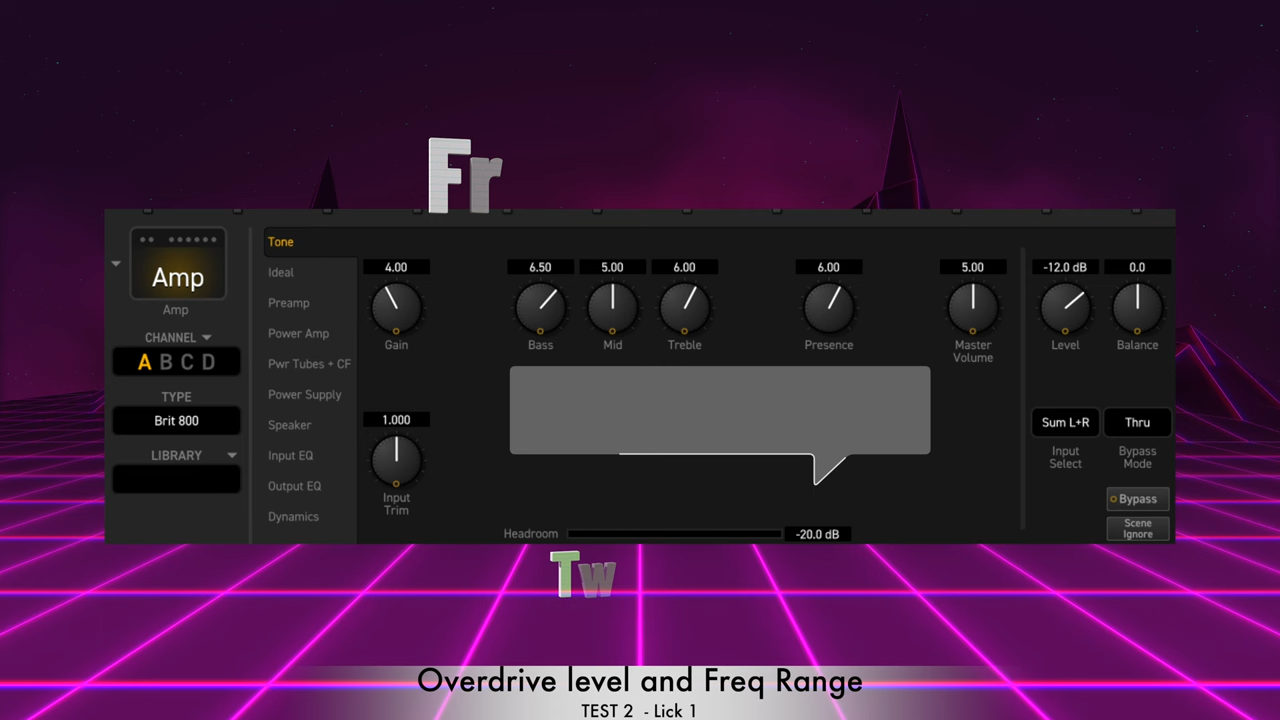 Fr
Amp
Amp
CHANNEL
A B C D
TYPE
Brit 800
LIBRARY
Tone
Ideal
Preamp
Power Amp
Pwr Tubes + CF
Power Supply
Speaker
Input EQ
Output EQ
Dynamics
4.00
Gain
6.50
Bass
5.00
Mid
6.00
Treble
6.00
Presence
5.00
Master
Volume
-12.0 dB
Level
0.0
Balance
1.000
Input
Trim
Sum L+R
Input
Select
Thru
Bypass
Mode
Bypass
Scene
Ignore
Headroom
-20.0 dB
Tw
Overdrive level and Freq Range
TEST 2 - Lick 1